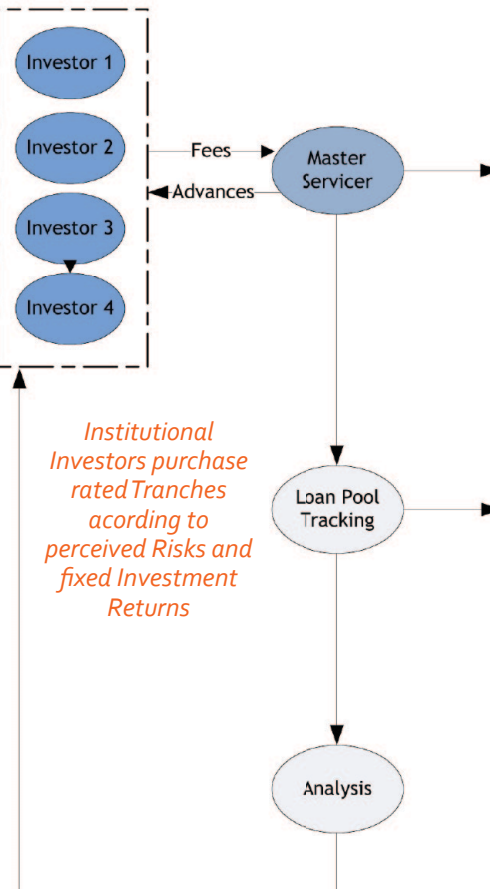 Investor 1
Investor 2
Investor 3
Investor 4
Fees
Advances
Master
Servicer
Institutional
Investors purchase
rated Tranches
acording to
perceived Risks and
fixed Investment
Returns
Loan Pool
Tracking
Analysis